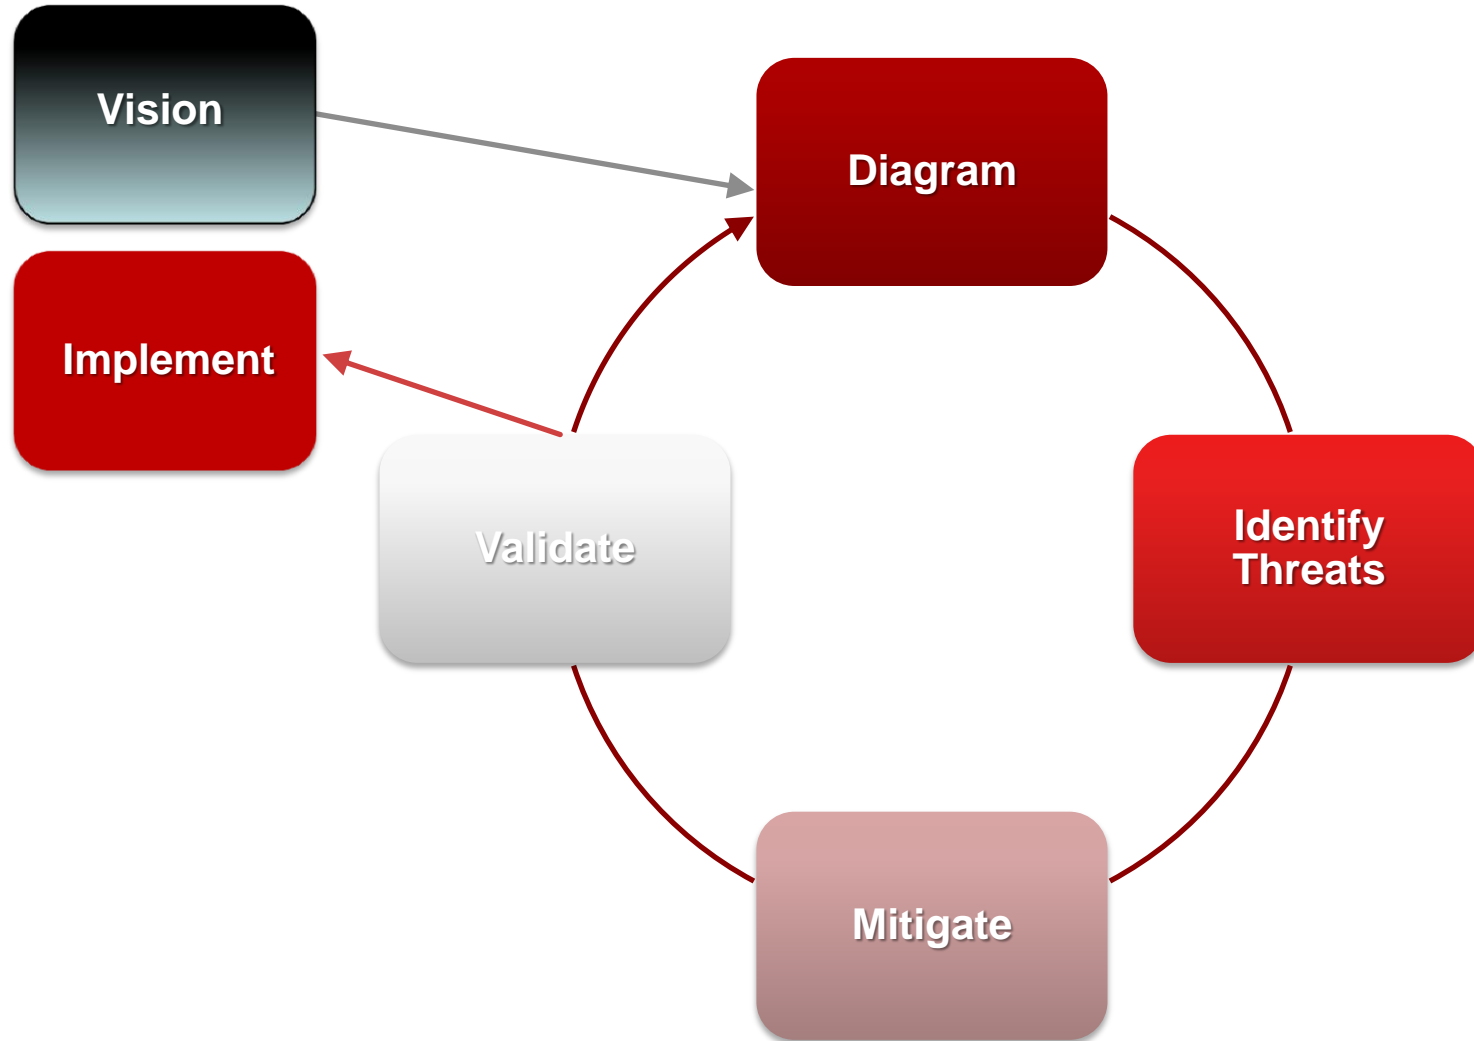 Vision
Diagram
Implement
Validate
Identify
Threats
Mitigate